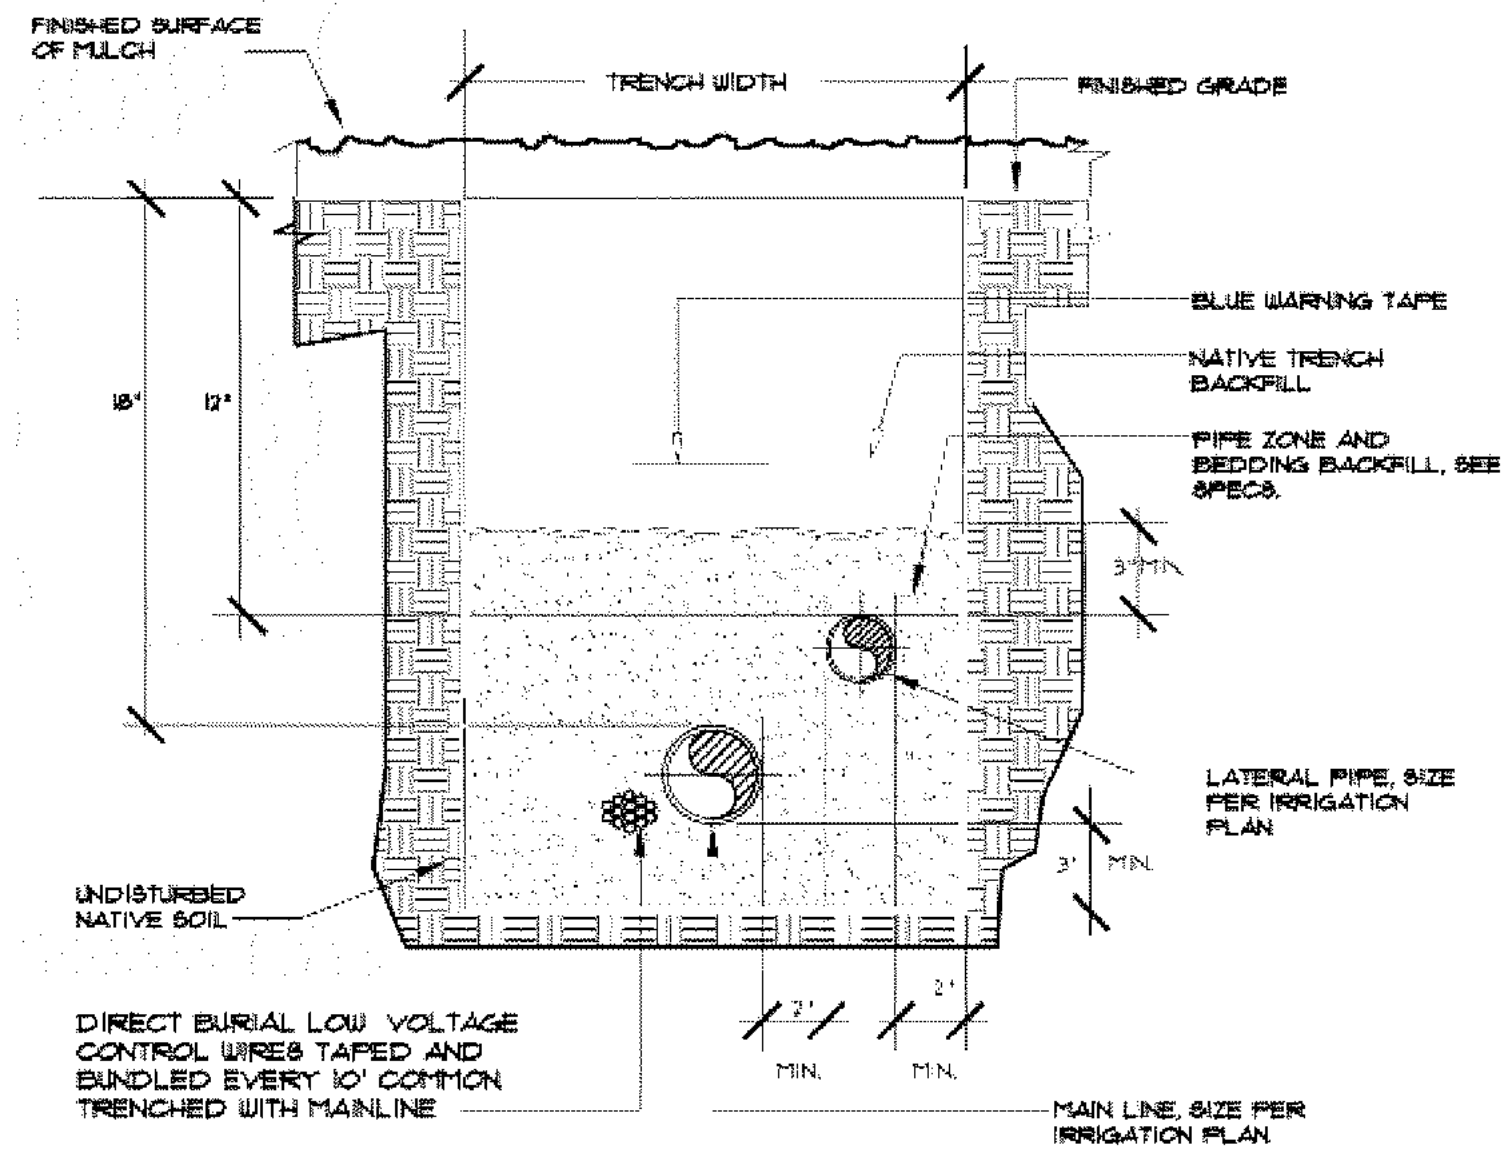 FINISHED SURFACE
OF MULCH
TRENCH WIDTH
FINISHED GRADE
BLUE WARNING TAPE
NATIVE TRENCH
BACKFILL
18"
12"
PIPE ZONE AND
BEDDING BACKFILL, SEE
SPECS.
3" MIN.
LATERAL PIPE, SIZE
PER IRRIGATION
PLAN
3" MIN.
UNDISTURBED
NATIVE SOIL
2"
2"
MIN.
MIN.
DIRECT BURIAL LOW VOLTAGE
CONTROL WIRES TAPED AND
BUNDLED EVERY 10' COMMON
TRENCHED WITH MAINLINE
MAIN LINE, SIZE PER
IRRIGATION PLAN